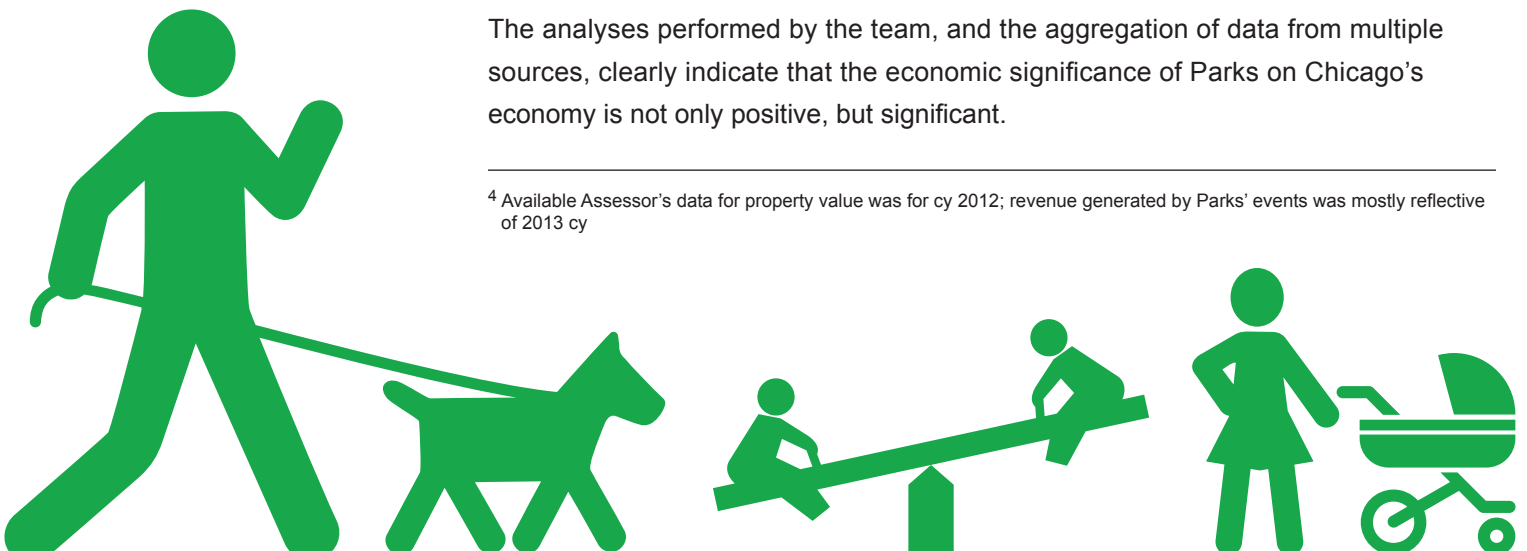 The analyses performed by the team, and the aggregation of data from multiple
sources, clearly indicate that the economic significance of Parks on Chicago’s
economy is not only positive, but significant.
4 Available Assessor’s data for property value was for cy 2012; revenue generated by Parks’ events was mostly reflective
of 2013 cy